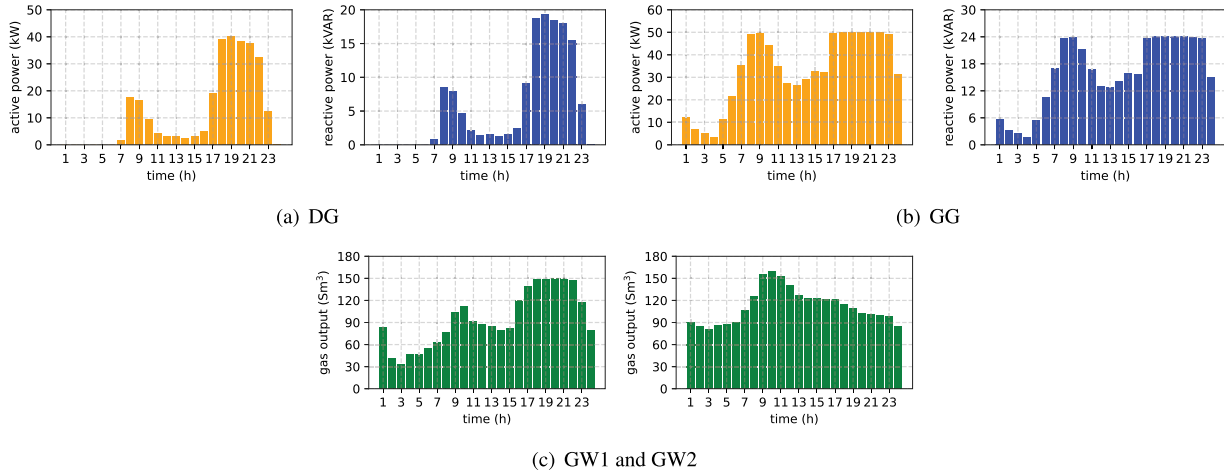 50
40
30
20
10
0
active power (kW)
1 3 5 7 9 11 13 15 17 19 21 23
time (h)
20
15
10
5
0
reactive power (kVAR)
1 3 5 7 9 11 13 15 17 19 21 23
time (h)
(a) DG
60
50
40
30
20
10
0
active power (kW)
1 3 5 7 9 11 13 15 17 19 21 23
time (h)
30
24
18
12
6
0
reactive power (kVAR)
1 3 5 7 9 11 13 15 17 19 21 23
time (h)
(b) GG
180
150
120
90
60
30
0
gas output (Sm³)
1 3 5 7 9 11 13 15 17 19 21 23
time (h)
180
150
120
90
60
30
0
gas output (Sm³)
1 3 5 7 9 11 13 15 17 19 21 23
time (h)
(c) GW1 and GW2